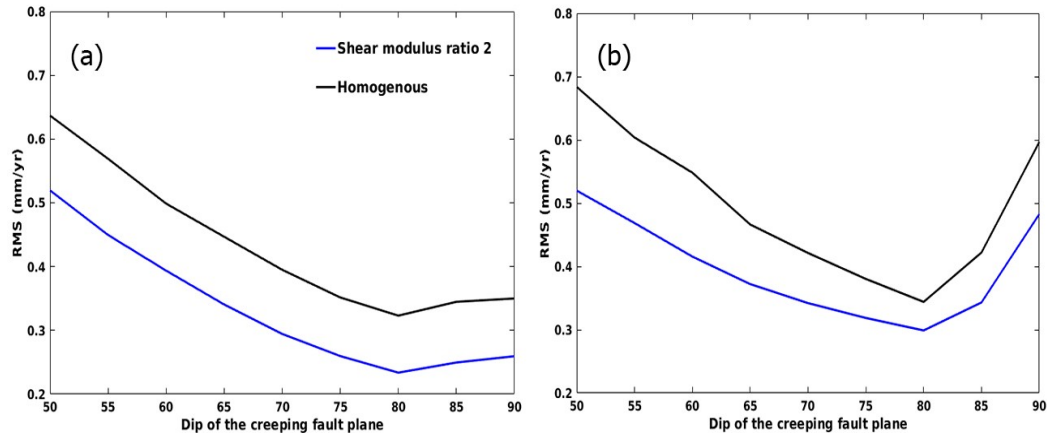 (a)
Shear modulus ratio 2
Homogenous
RMS (mm/yr)
0.8
0.7
0.6
0.5
0.4
0.3
0.2
50 55 60 65 70 75 80 85 90
Dip of the creeping fault plane
(b)
RMS (mm/yr)
0.8
0.7
0.6
0.5
0.4
0.3
0.2
50 55 60 65 70 75 80 85 90
Dip of the creeping fault plane